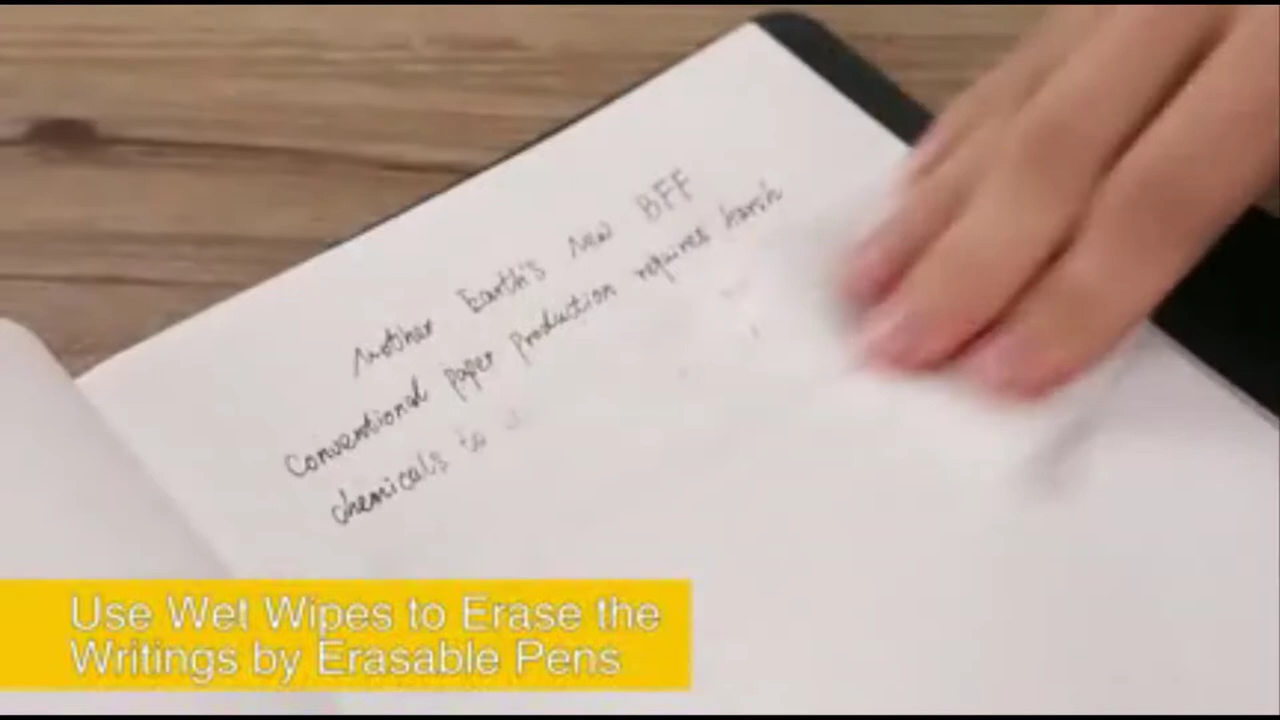 Another Earth's new BFF
Conventional paper production requires harsh
chemicals to
Use Wet Wipes to Erase the
Writings by Erasable Pens